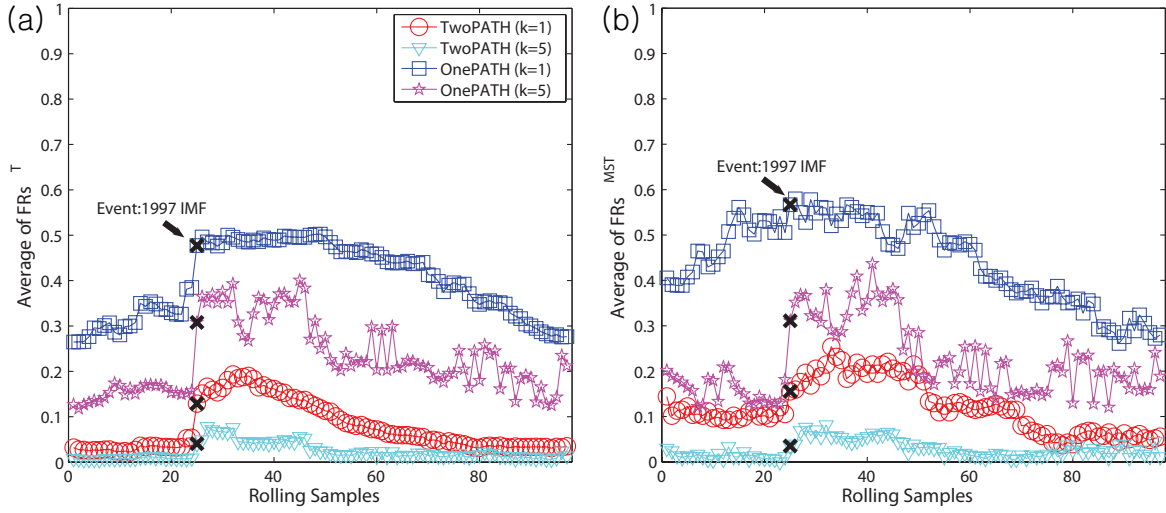 (a)
1
0.9
0.8
0.7
0.6
0.5
0.4
0.3
0.2
0.1
0
Average of FRs T
TwoPATH (k=1)
TwoPATH (k=5)
OnePATH (k=1)
OnePATH (k=5)
Event:1997 IMF
0 20 40 60 80
Rolling Samples
(b)
1
0.9
0.8
0.7
0.6
0.5
0.4
0.3
0.2
0.1
0
Average of FRs MST
Event:1997 IMF
0 20 40 60 80
Rolling Samples